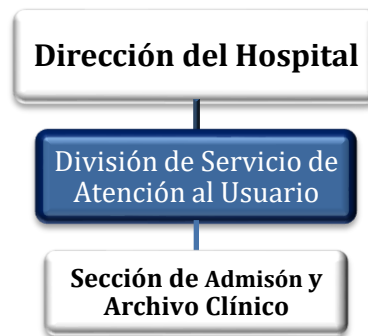 Dirección del Hospital
División de Servicio de
Atención al Usuario
Sección de Admisón y
Archivo Clínico